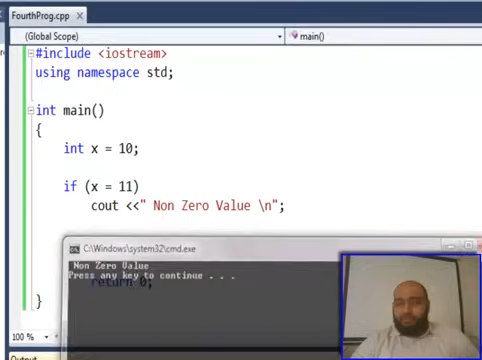 FourthProg.cpp
(Global Scope)
main()
#include <iostream>
using namespace std;
int main()
{
int x = 10;
if (x = 11)
cout <<" Non Zero Value \n";
C:\Windows\system32\cmd.exe
Non Zero Value
Press any key to continue . . .
return 0;
}
100 %
Output